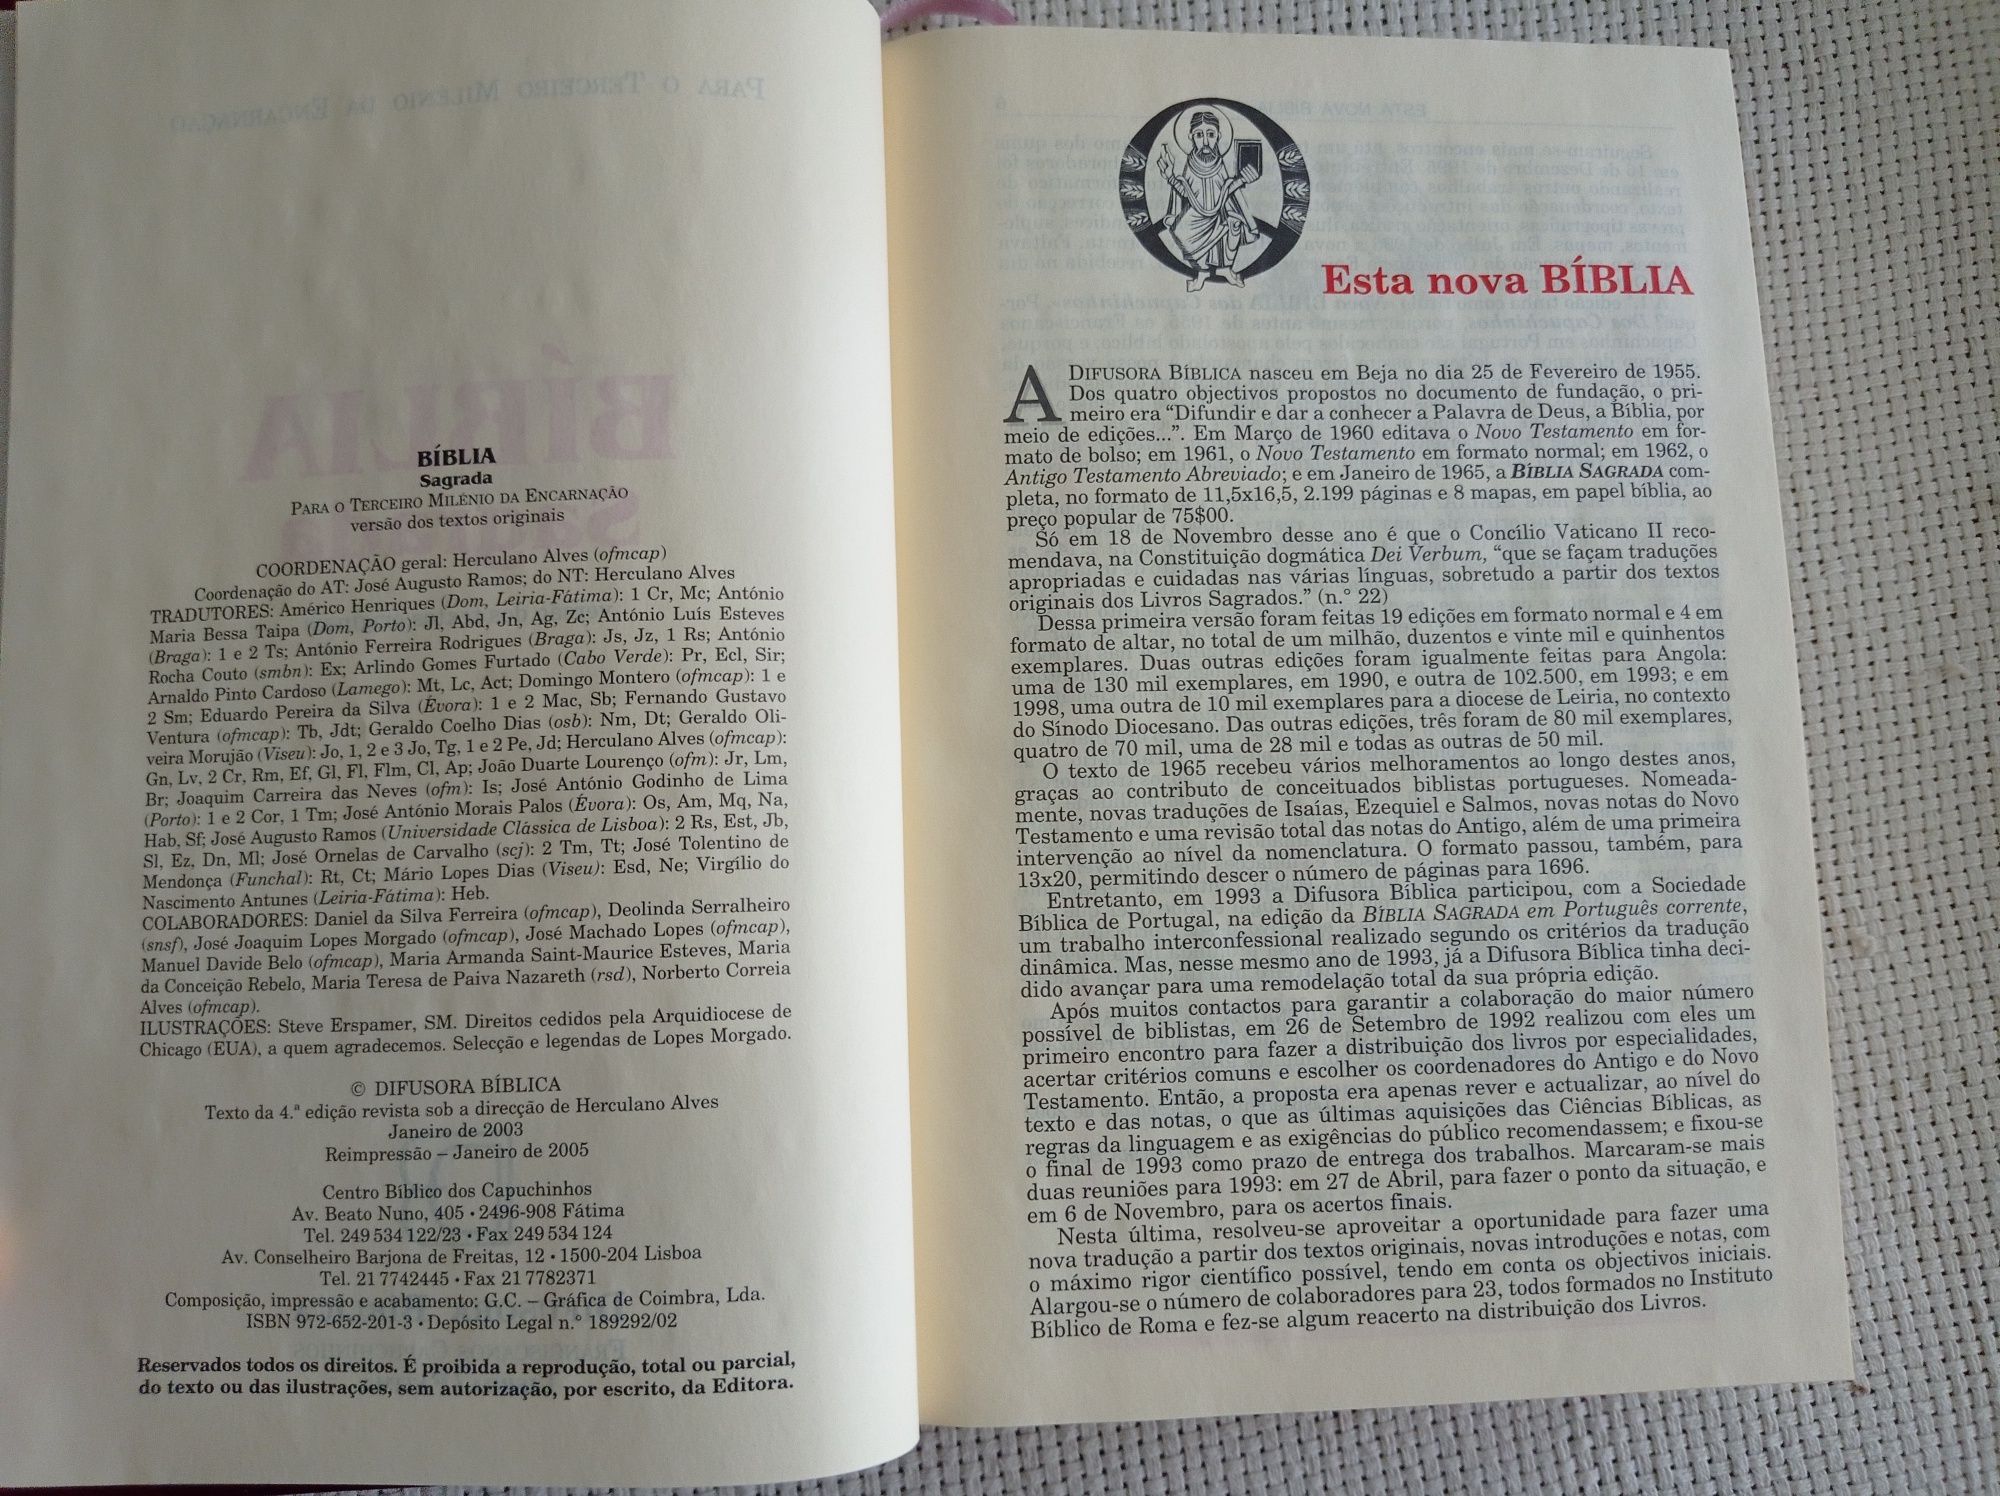 BÍBLIA
Sagrada
PARA O TERCEIRO MILÉNIO DA ENCARNAÇÃO
versão dos textos originais
COORDENAÇÃO geral: Herculano Alves (ofmcap)
Coordenação do AT: José Augusto Ramos; do NT: Herculano Alves
TRADUTORES: Américo Henriques (Dom, Leiria-Fátima): 1 Cr, Mc; António
Maria Bessa Taipa (Dom, Porto): Jl, Abd, Jn, Ag, Zc; António Luís Esteves
(Braga): 1 e 2 Ts; António Ferreira Rodrigues (Braga): Js, Jz, 1 Rs; António
Rocha Couto (smbn): Ex; Arlindo Gomes Furtado (Cabo Verde): Pr, Ecl, Sir;
Arnaldo Pinto Cardoso (Lamego): Mt, Lc, Act; Domingo Montero (ofmcap): 1 e
2 Sm; Eduardo Pereira da Silva (Évora): 1 e 2 Mac, Sb; Fernando Gustavo
Ventura (ofmcap): Tb, Jdt; Geraldo Coelho Dias (osb): Nm, Dt; Geraldo Oli-
veira Morujão (Viseu): Jo, 1, 2 e 3 Jo, Tg, 1 e 2 Pe, Jd; Herculano Alves (ofmcap):
Gn, Lv, 2 Cr, Rm, Ef, Gl, Fl, Flm, Cl, Ap; João Duarte Lourenço (ofm): Jr, Lm,
Br; Joaquim Carreira das Neves (ofm): Is; José António Godinho de Lima
(Porto): 1 e 2 Cor, 1 Tm; José António Morais Palos (Évora): Os, Am, Mq, Na,
Hab, Sf; José Augusto Ramos (Universidade Clássica de Lisboa): 2 Rs, Est, Jb,
Sl, Ez, Dn, Ml; José Ornelas de Carvalho (scj): 2 Tm, Tt; José Tolentino de
Mendonça (Funchal): Rt, Ct; Mário Lopes Dias (Viseu): Esd, Ne; Virgílio do
Nascimento Antunes (Leiria-Fátima): Heb.
COLABORADORES: Daniel da Silva Ferreira (ofmcap), Deolinda Serralheiro
(snsf), José Joaquim Lopes Morgado (ofmcap), José Machado Lopes (ofmcap),
Manuel Davide Belo (ofmcap), Maria Armanda Saint-Maurice Esteves, Maria
da Conceição Rebelo, Maria Teresa de Paiva Nazareth (rsd), Norberto Correia
Alves (ofmcap).
ILUSTRAÇÕES: Steve Erspamer, SM. Direitos cedidos pela Arquidiocese de
Chicago (EUA), a quem agradecemos. Selecção e legendas de Lopes Morgado.
© DIFUSORA BÍBLICA
Texto da 4.ª edição revista sob a direcção de Herculano Alves
Janeiro de 2003
Reimpressão – Janeiro de 2005
Centro Bíblico dos Capuchinhos
Av. Beato Nuno, 405 • 2496-908 Fátima
Tel. 249 534 122/23 • Fax 249 534 124
Av. Conselheiro Barjona de Freitas, 12 • 1500-204 Lisboa
Tel. 21 7742445 • Fax 21 7782371
Composição, impressão e acabamento: G.C. – Gráfica de Coimbra, Lda.
ISBN 972-652-201-3 • Depósito Legal n.º 189292/02
Reservados todos os direitos. É proibida a reprodução, total ou parcial,
do texto ou das ilustrações, sem autorização, por escrito, da Editora.
Esta nova BÍBLIA
A DIFUSORA BÍBLICA nasceu em Beja no dia 25 de Fevereiro de 1955.
Dos quatro objectivos propostos no documento de fundação, o pri-
meiro era “Difundir e dar a conhecer a Palavra de Deus, a Bíblia, por
meio de edições...”. Em Março de 1960 editava o Novo Testamento em for-
mato de bolso; em 1961, o Novo Testamento em formato normal; em 1962, o
Antigo Testamento Abreviado; e em Janeiro de 1965, a BÍBLIA SAGRADA com-
pleta, no formato de 11,5x16,5, 2.199 páginas e 8 mapas, em papel bíblia, ao
preço popular de 75$00.
Só em 18 de Novembro desse ano é que o Concílio Vaticano II reco-
mendava, na Constituição dogmática Dei Verbum, “que se façam traduções
apropriadas e cuidadas nas várias línguas, sobretudo a partir dos textos
originais dos Livros Sagrados.” (n.º 22)
Dessa primeira versão foram feitas 19 edições em formato normal e 4 em
formato de altar, no total de um milhão, duzentos e vinte mil e quinhentos
exemplares. Duas outras edições foram igualmente feitas para Angola:
uma de 130 mil exemplares, em 1990, e outra de 102.500, em 1993; e em
1998, uma outra de 10 mil exemplares para a diocese de Leiria, no contexto
do Sínodo Diocesano. Das outras edições, três foram de 80 mil exemplares,
quatro de 70 mil, uma de 28 mil e todas as outras de 50 mil.
O texto de 1965 recebeu vários melhoramentos ao longo destes anos,
graças ao contributo de conceituados biblistas portugueses. Nomeada-
mente, novas traduções de Isaías, Ezequiel e Salmos, novas notas do Novo
Testamento e uma revisão total das notas do Antigo, além de uma primeira
intervenção ao nível da nomenclatura. O formato passou, também, para
13x20, permitindo descer o número de páginas para 1696.
Entretanto, em 1993 a Difusora Bíblica participou, com a Sociedade
Bíblica de Portugal, na edição da BÍBLIA SAGRADA em Português corrente,
um trabalho interconfessional realizado segundo os critérios da tradução
dinâmica. Mas, nesse mesmo ano de 1993, já a Difusora Bíblica tinha deci-
dido avançar para uma remodelação total da sua própria edição.
Após muitos contactos para garantir a colaboração do maior número
possível de biblistas, em 26 de Setembro de 1992 realizou com eles um
primeiro encontro para fazer a distribuição dos livros por especialidades,
acertar critérios comuns e escolher os coordenadores do Antigo e do Novo
Testamento. Então, a proposta era apenas rever e actualizar, ao nível do
texto e das notas, o que as últimas aquisições das Ciências Bíblicas, as
regras da linguagem e as exigências do público recomendassem; e fixou-se
o final de 1993 como prazo de entrega dos trabalhos. Marcaram-se mais
duas reuniões para 1993: em 27 de Abril, para fazer o ponto da situação, e
em 6 de Novembro, para os acertos finais.
Nesta última, resolveu-se aproveitar a oportunidade para fazer uma
nova tradução a partir dos textos originais, novas introduções e notas, com
o máximo rigor científico possível, tendo em conta os objectivos iniciais.
Alargou-se o número de colaboradores para 23, todos formados no Instituto
Bíblico de Roma e fez-se algum reacerto na distribuição dos Livros.